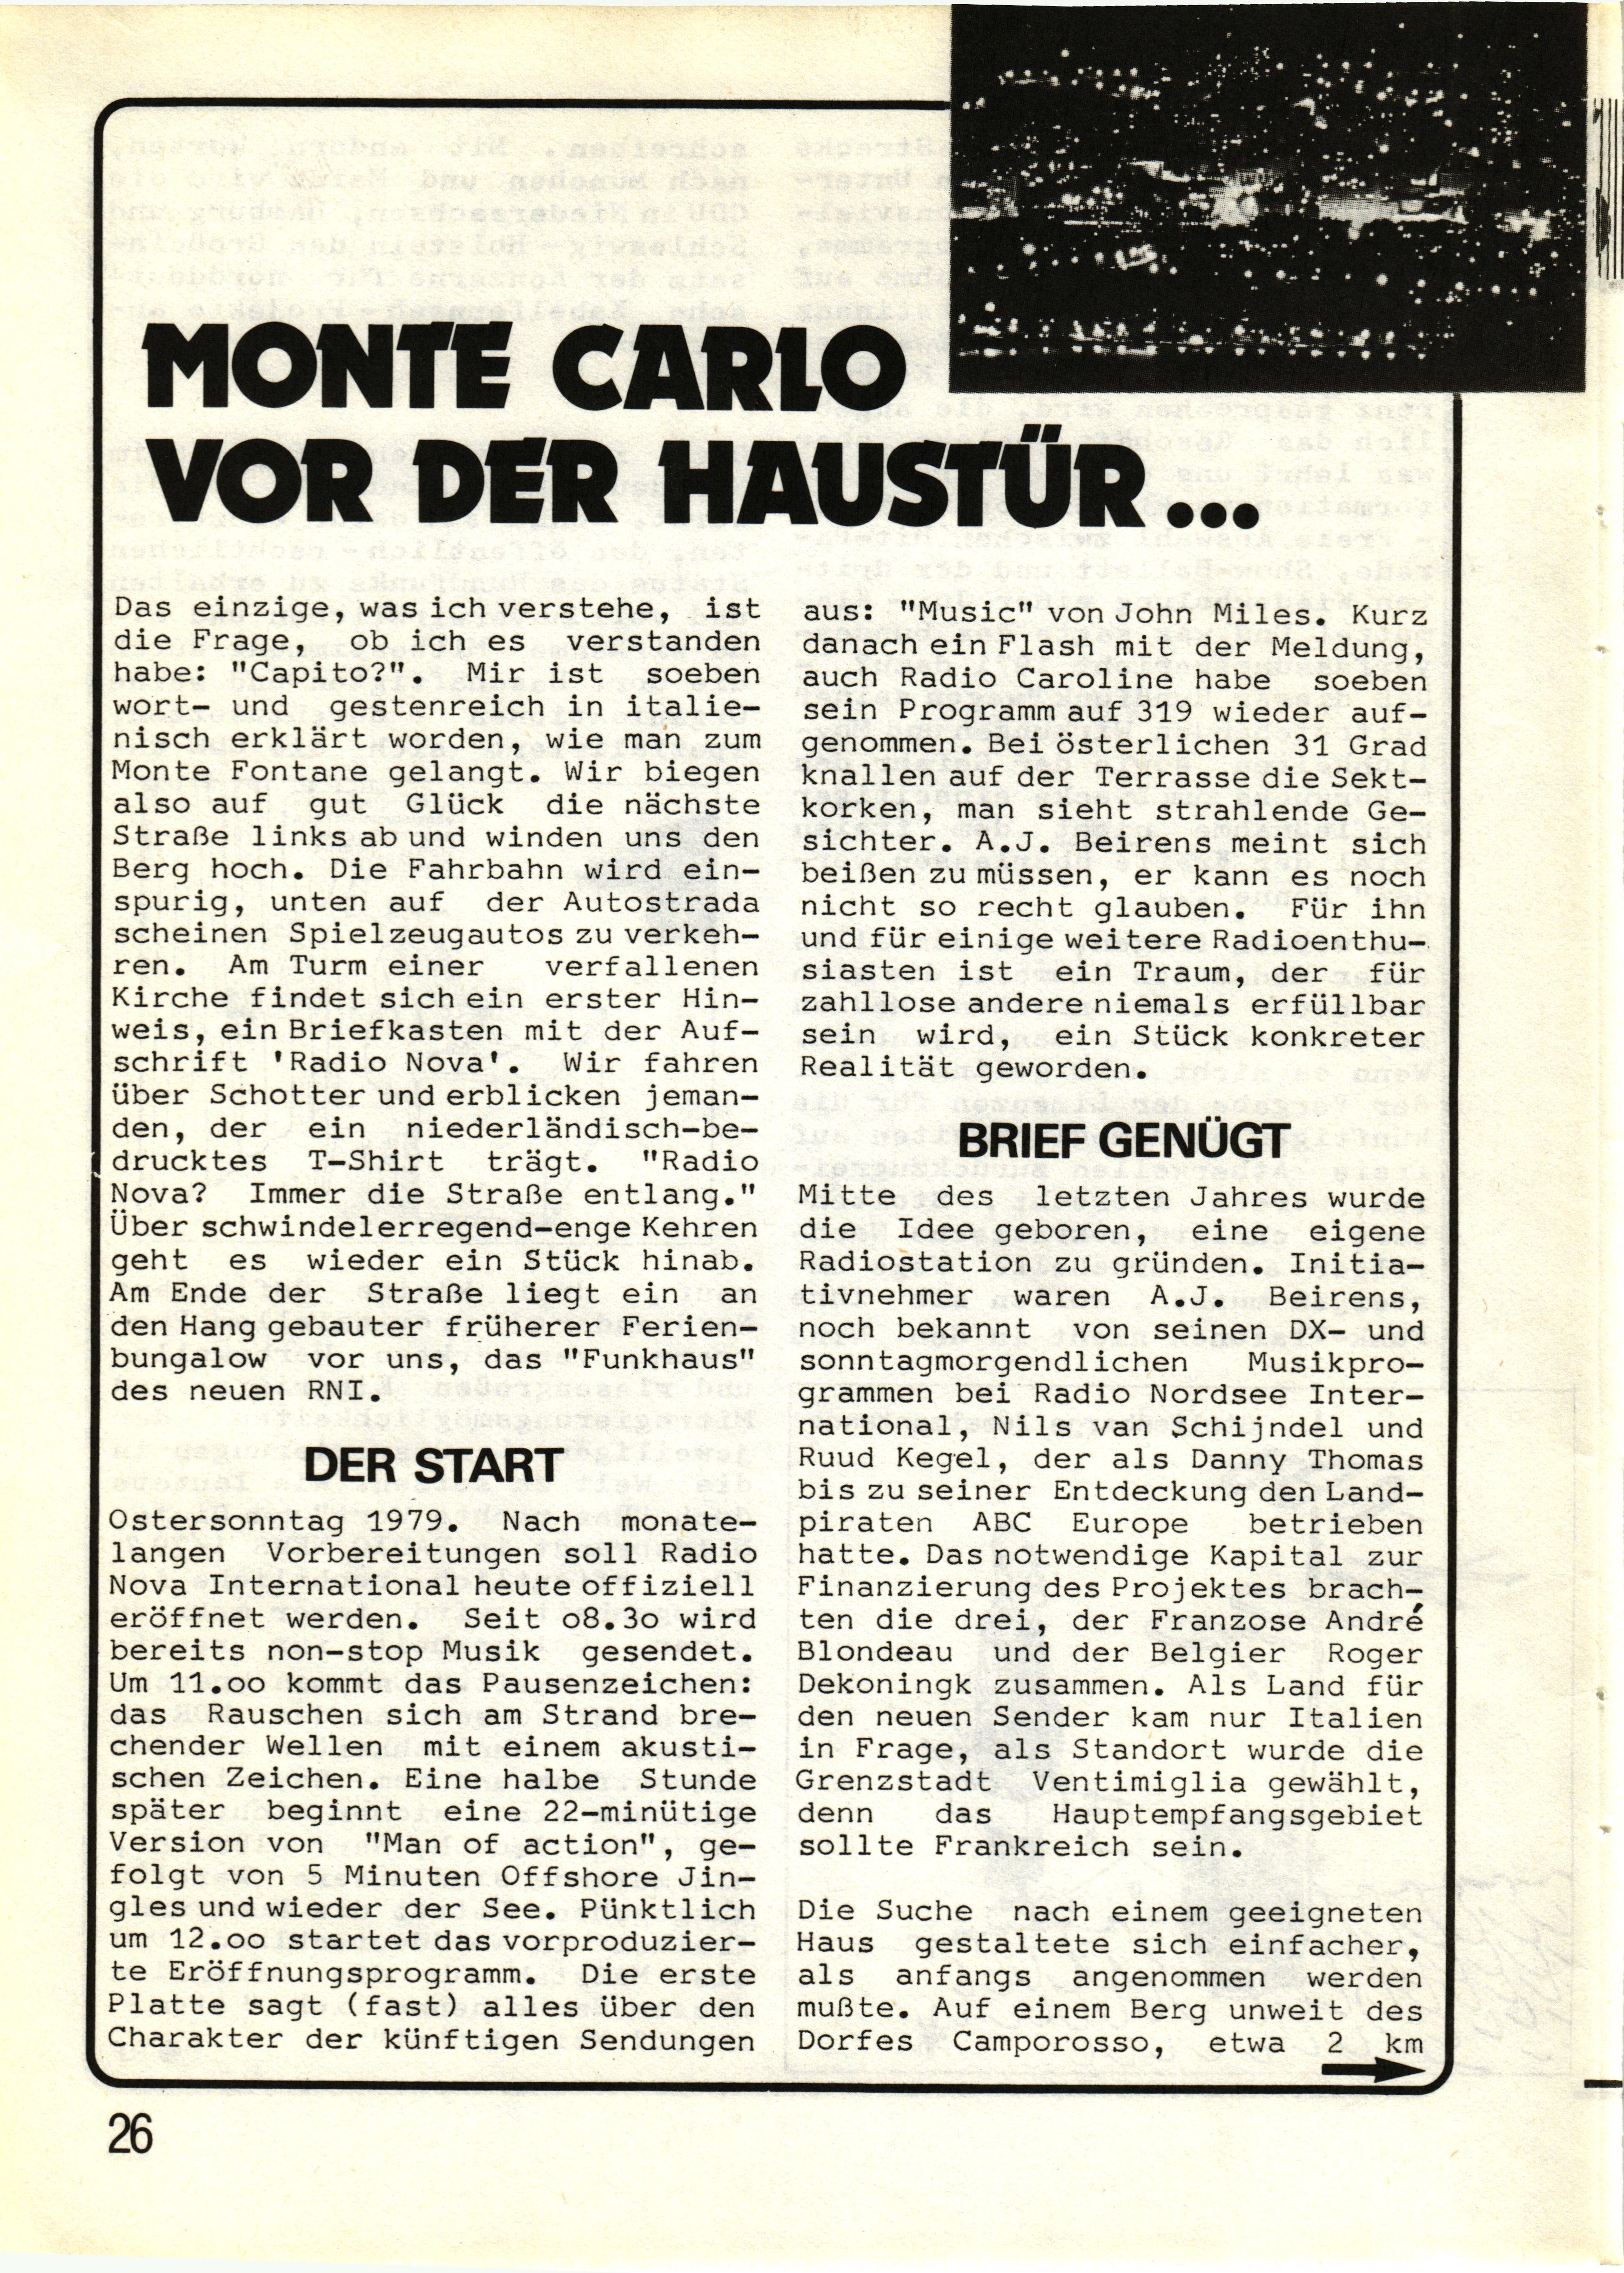 MONTE CARLO
VOR DER HAUSTÜR...
Das einzige, was ich verstehe, ist
die Frage, ob ich es verstanden
habe: "Capito?". Mir ist soeben
wort- und gestenreich in italie-
nisch erklärt worden, wie man zum
Monte Fontane gelangt. Wir biegen
also auf gut Glück die nächste
Straße links ab und winden uns den
Berg hoch. Die Fahrbahn wird ein-
spurig, unten auf der Autostrada
scheinen Spielzeugautos zu verkeh-
ren. Am Turm einer verfallenen
Kirche findet sich ein erster Hin-
weis, ein Briefkasten mit der Auf-
schrift 'Radio Nova'. Wir fahren
über Schotter und erblicken jeman-
den, der ein niederländisch-be-
drucktes T-Shirt trägt. "Radio
Nova? Immer die Straße entlang."
Über schwindelerregend-enge Kehren
geht es wieder ein Stück hinab.
Am Ende der Straße liegt ein an
den Hang gebauter früherer Ferien-
bungalow vor uns, das "Funkhaus"
des neuen RNI.
DER START
Ostersonntag 1979. Nach monate-
langen Vorbereitungen soll Radio
Nova International heute offiziell
eröffnet werden. Seit o8.3o wird
bereits non-stop Musik gesendet.
Um 11.oo kommt das Pausenzeichen:
das Rauschen sich am Strand bre-
chender Wellen mit einem akusti-
schen Zeichen. Eine halbe Stunde
später beginnt eine 22-minütige
Version von "Man of action", ge-
folgt von 5 Minuten Offshore Jin-
gles und wieder der See. Pünktlich
um 12.oo startet das vorproduzier-
te Eröffnungsprogramm. Die erste
Platte sagt (fast) alles über den
Charakter der künftigen Sendungen
aus: "Music" von John Miles. Kurz
danach ein Flash mit der Meldung,
auch Radio Caroline habe soeben
sein Programm auf 319 wieder auf-
genommen. Bei österlichen 31 Grad
knallen auf der Terrasse die Sekt-
korken, man sieht strahlende Ge-
sichter. A.J. Beirens meint sich
beißen zu müssen, er kann es noch
nicht so recht glauben. Für ihn
und für einige weitere Radioenthu-
siasten ist ein Traum, der für
zahllose andere niemals erfüllbar
sein wird, ein Stück konkreter
Realität geworden.
BRIEF GENÜGT
Mitte des letzten Jahres wurde
die Idee geboren, eine eigene
Radiostation zu gründen. Initia-
tivnehmer waren A.J. Beirens,
noch bekannt von seinen DX- und
sonntagmorgendlichen Musikpro-
grammen bei Radio Nordsee Inter-
national, Nils van Schijndel und
Ruud Kegel, der als Danny Thomas
bis zu seiner Entdeckung den Land-
piraten ABC Europe betrieben
hatte. Das notwendige Kapital zur
Finanzierung des Projektes brach-
ten die drei, der Franzose André
Blondeau und der Belgier Roger
Dekoningk zusammen. Als Land für
den neuen Sender kam nur Italien
in Frage, als Standort wurde die
Grenzstadt Ventimiglia gewählt,
denn das Hauptempfangsgebiet
sollte Frankreich sein.
Die Suche nach einem geeigneten
Haus gestaltete sich einfacher,
als anfangs angenommen werden
mußte. Auf einem Berg unweit des
Dorfes Camporosso, etwa 2 km
26